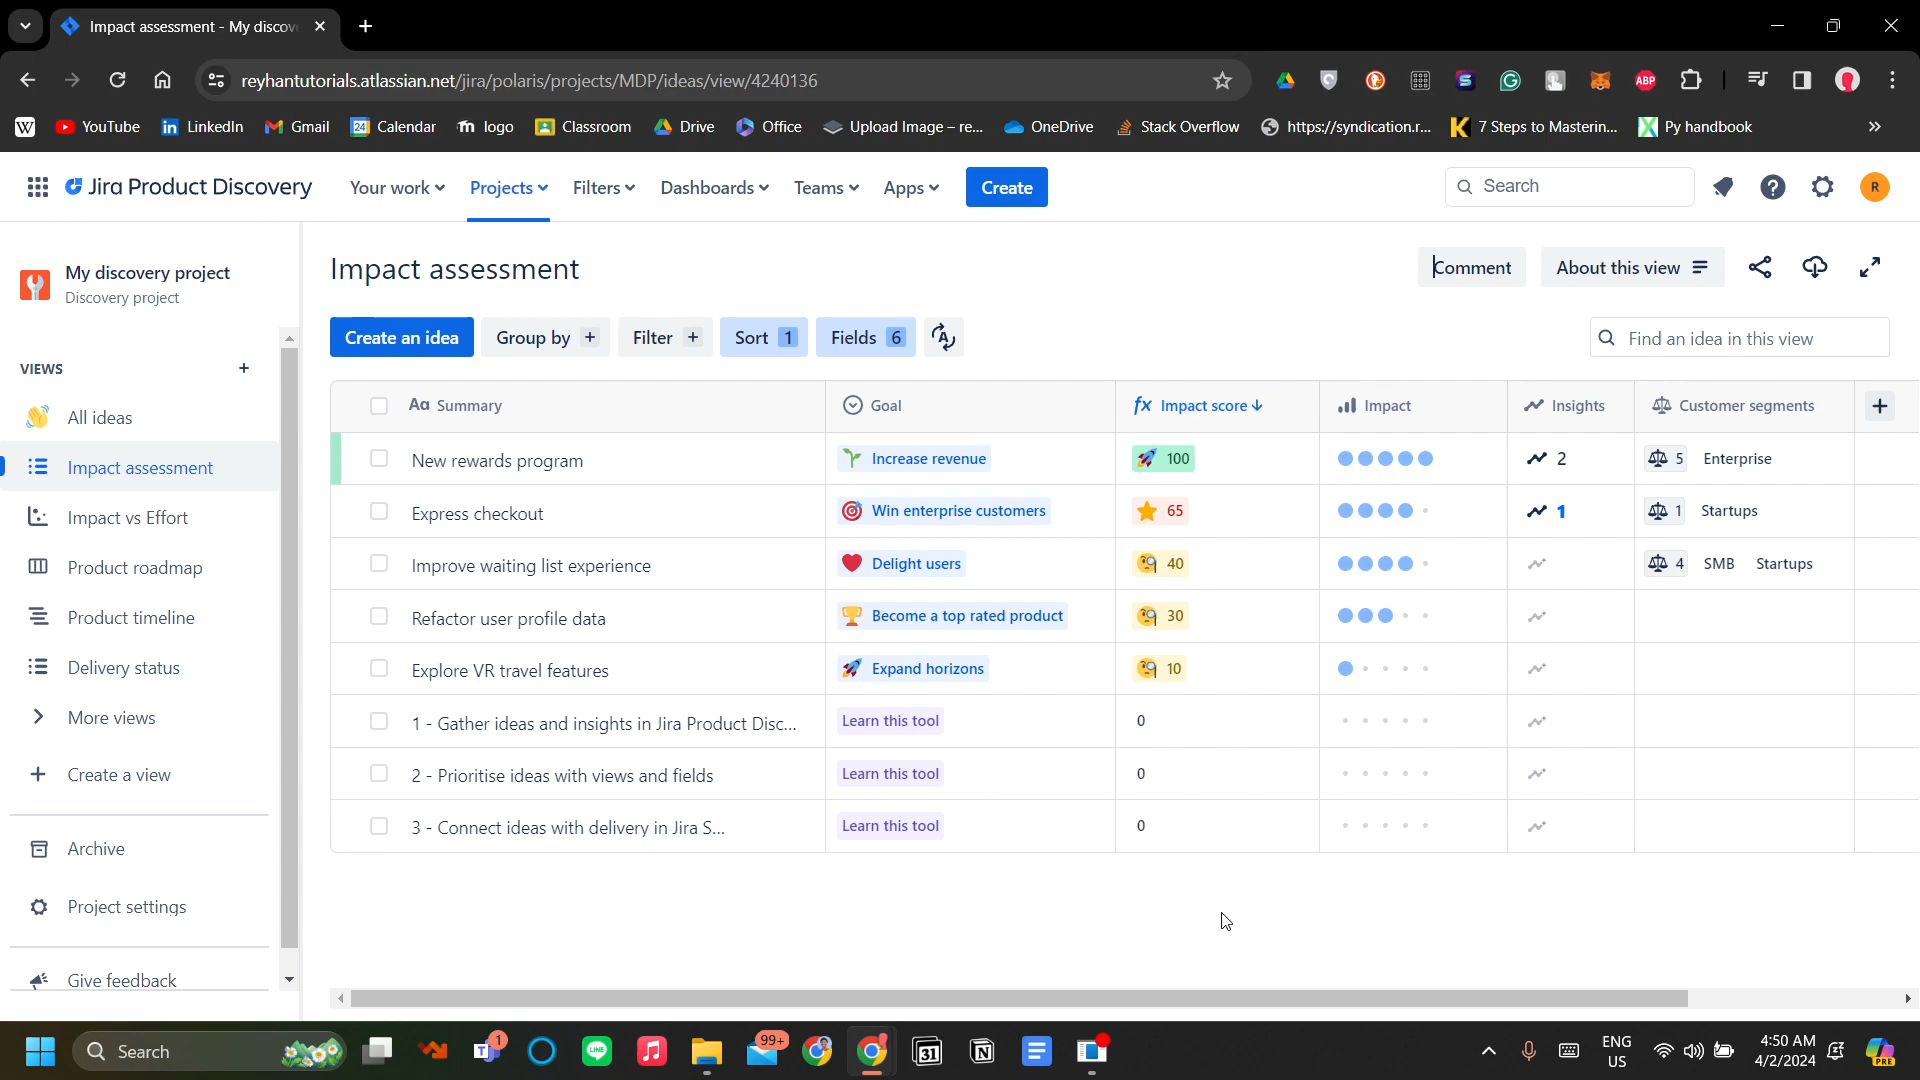 Impact assessment - My discov
reyhantutorials.atlassian.net/jira/polaris/projects/MDP/ideas/view/4240136
ABP
W YouTube LinkedIn Gmail 24 Calendar logo Classroom Drive Office Upload Image – re... OneDrive Stack Overflow https://syndication.r... 7 Steps to Masterin... Py handbook
Jira Product Discovery Your work Projects Filters Dashboards Teams Apps Create Search R
My discovery project
Discovery project
Impact assessment
Comment About this view
Create an idea Group by Filter Sort 1 Fields 6 Find an idea in this view
VIEWS
All ideas
Impact assessment
Impact vs Effort
Product roadmap
Product timeline
Delivery status
More views
Create a view
Archive
Project settings
Give feedback
Aa Summary Goal fx Impact score Impact Insights Customer segments
New rewards program Increase revenue 100 2 5 Enterprise
Express checkout Win enterprise customers 65 1 1 Startups
Improve waiting list experience Delight users 40 4 SMB Startups
Refactor user profile data Become a top rated product 30
Explore VR travel features Expand horizons 10
1 - Gather ideas and insights in Jira Product Disc... Learn this tool 0
2 - Prioritise ideas with views and fields Learn this tool 0
3 - Connect ideas with delivery in Jira S... Learn this tool 0
Search 1 LINE 99+ 31 ENG 4:50 AM
US 4/2/2024 PRE